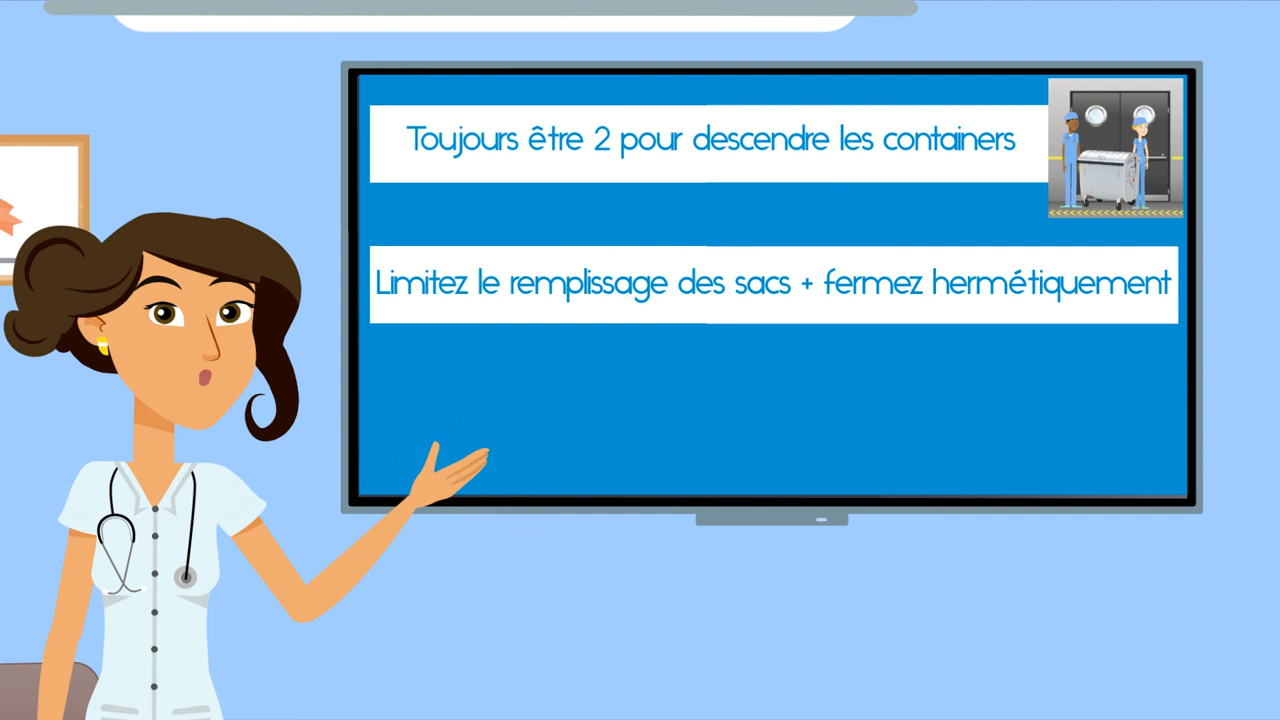 Toujours être 2 pour descendre les containers
Limitez le remplissage des sacs + fermez hermétiquement